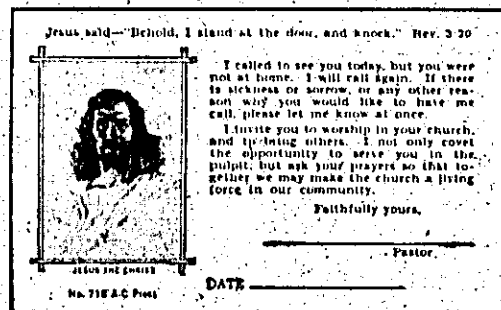 Jesus said—"Behold, I stand at the door, and knock." Rev. 3:20
I called to see you today, but you were
not at home. I will call again. If there
is sickness or sorrow, or any other rea-
son why you would like to have me
call, please let me know at once.
I invite you to worship in your church,
and to bring others. I not only covet
the opportunity to serve you in the
pulpit; but ask your prayers so that to-
gether we may make the church a living
force in our community.
Faithfully yours,
Pastor
JESUS THE CHRIST
No. 718 A-C Press
DATE